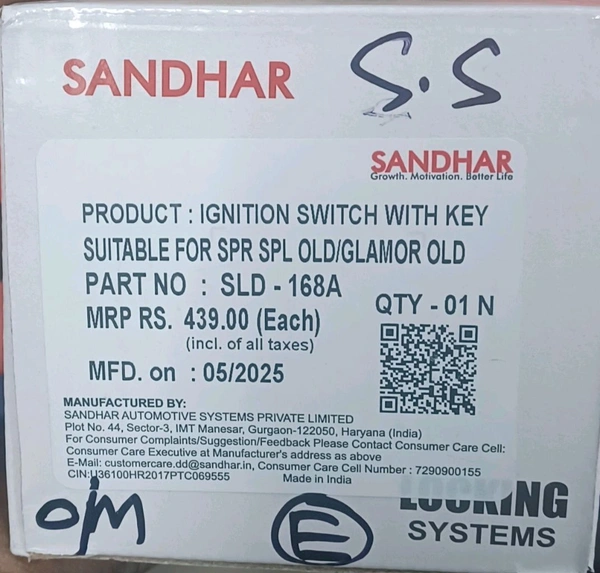 SANDHAR S.S
SANDHAR
Growth. Motivation. Better Life
PRODUCT : IGNITION SWITCH WITH KEY
SUITABLE FOR SPR SPL OLD/GLAMOR OLD
PART NO : SLD - 168A
QTY - 01 N
MRP RS. 439.00 (Each)
(incl. of all taxes)
MFD. on : 05/2025
MANUFACTURED BY:
SANDHAR AUTOMOTIVE SYSTEMS PRIVATE LIMITED
Plot No. 44, Sector-3, IMT Manesar, Gurgaon-122050, Haryana (India)
For Consumer Complaints/Suggestion/Feedback Please Contact Consumer Care Cell:
Consumer Care Executive at Manufacturer's address as above
E-Mail: customercare.dd@sandhar.in, Consumer Care Cell Number : 7290900155
CIN:U36100HR2017PTC069555 Made in India
LOCKING
SYSTEMS
O/M E